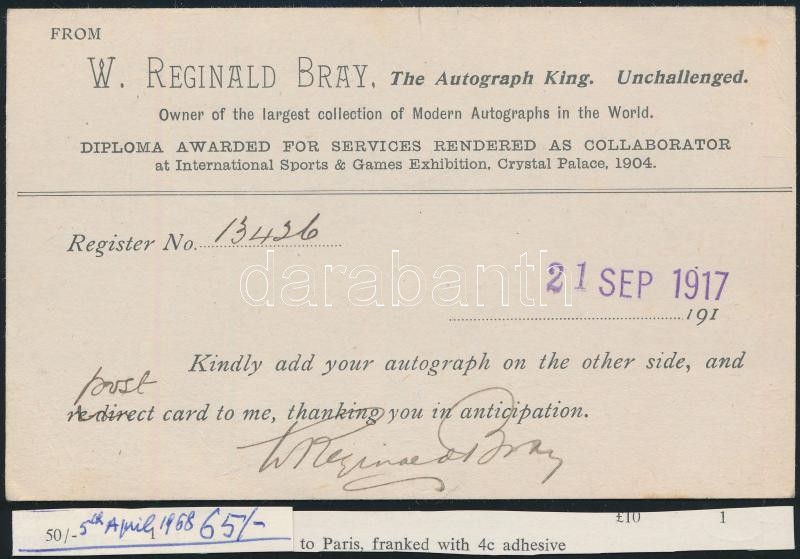 FROM
W. REGINALD BRAY, The Autograph King. Unchallenged.
Owner of the largest collection of Modern Autographs in the World.
DIPLOMA AWARDED FOR SERVICES RENDERED AS COLLABORATOR
at International Sports & Games Exhibition, Crystal Palace, 1904.
Register No. 13426
darabanth
21 SEP 1917
191
Kindly add your autograph on the other side, and
post
re-direct card to me, thanking you in anticipation.
W Reginald Bray
50/- 5th April 1968 65/-
1
£10 1
to Paris, franked with 4c adhesive